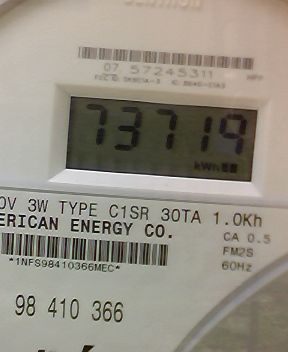 07 57245311
73719
kWh
0V 3W TYPE C1SR 30TA 1.0Kh
ERICAN ENERGY CO.
CA 0.5
FM2S
60Hz
*1NFS98410366MEC*
98 410 366